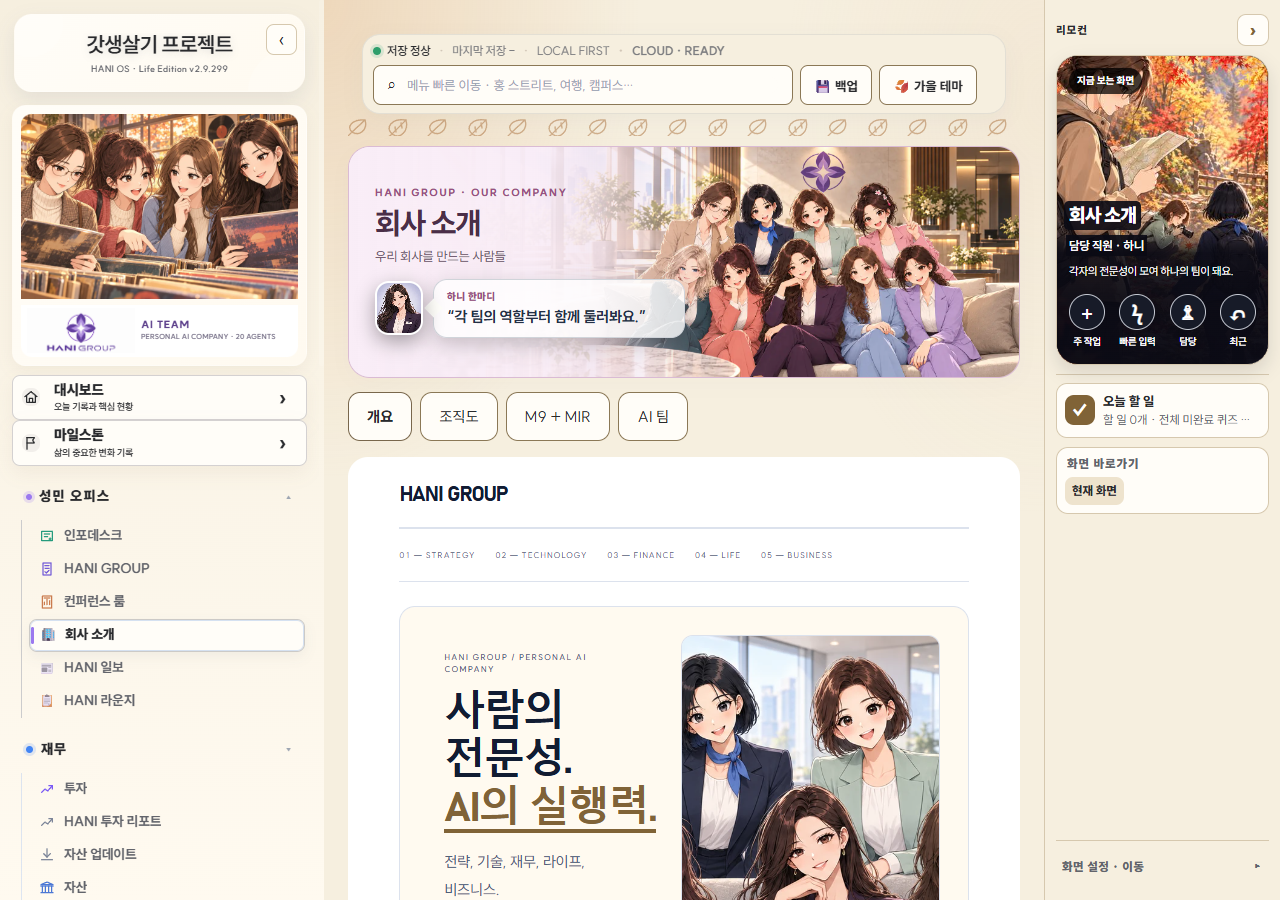 갓생살기 프로젝트
HANI OS · Life Edition v2.9.299
‹
HANI GROUP
AI TEAM
PERSONAL AI COMPANY · 20 AGENTS
대시보드
오늘 기록과 핵심 현황
마일스톤
삶의 중요한 변화 기록
성민 오피스
인포데스크
HANI GROUP
컨퍼런스 룸
회사 소개
HANI 일보
HANI 라운지
재무
투자
HANI 투자 리포트
자산 업데이트
자산
저장 정상 · 마지막 저장 – · LOCAL FIRST · CLOUD · READY
메뉴 빠른 이동 · 홍 스트리트, 여행, 캠퍼스…
백업
가을 테마
HANI GROUP · OUR COMPANY
회사 소개
우리 회사를 만드는 사람들
하니 한마디
“각 팀의 역할부터 함께 둘러봐요.”
개요
조직도
M9 + MIR
AI 팀
HANI GROUP
01 — STRATEGY
02 — TECHNOLOGY
03 — FINANCE
04 — LIFE
05 — BUSINESS
HANI GROUP / PERSONAL AI
COMPANY
사람의
전문성.
AI의 실행력.
전략, 기술, 재무, 라이프,
비즈니스.
리모컨
›
지금 보는 화면
회사 소개
담당 직원 · 하니
각자의 전문성이 모여 하나의 팀이 돼요.
주 작업
빠른 입력
담당
최근
오늘 할 일
할 일 0개 · 전체 미완료 퀴즈 …
화면 바로가기
현재 화면
화면 설정 · 이동